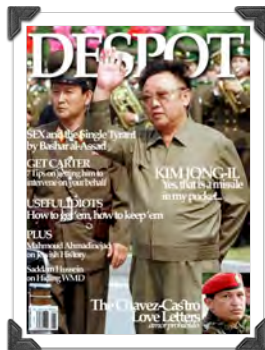 DESPOT
SEX and the Single Tyrant
by Bashar al-Assad
GET CARTER
7 Tips on getting him to
intervene on your behalf
KIM JONG-IL
Yes, that is a missile
in my pocket...
USEFUL IDIOTS
How to get 'em, how to keep 'em
PLUS
Mahmoud Ahmadinejad
on Jewish History
Saddam Hussein
on Hiding WMD
The Chavez-Castro
Love Letters